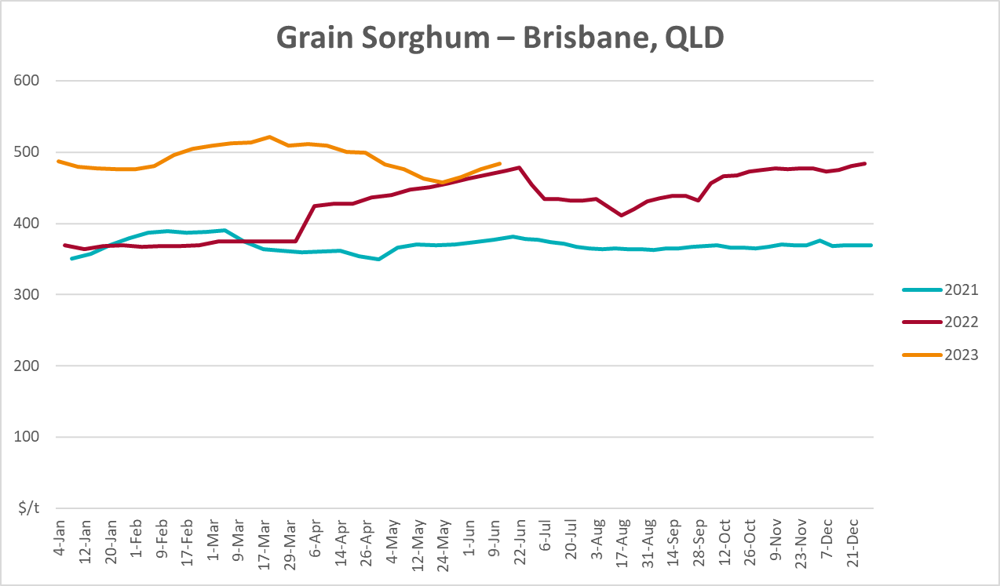 Grain Sorghum – Brisbane, QLD
600
500
400
300
200
100
$/t
4-Jan
12-Jan
20-Jan
1-Feb
9-Feb
17-Feb
1-Mar
9-Mar
17-Mar
29-Mar
6-Apr
14-Apr
26-Apr
4-May
12-May
24-May
1-Jun
9-Jun
22-Jun
6-Jul
20-Jul
3-Aug
17-Aug
31-Aug
14-Sep
28-Sep
12-Oct
26-Oct
9-Nov
23-Nov
7-Dec
21-Dec
2021
2022
2023